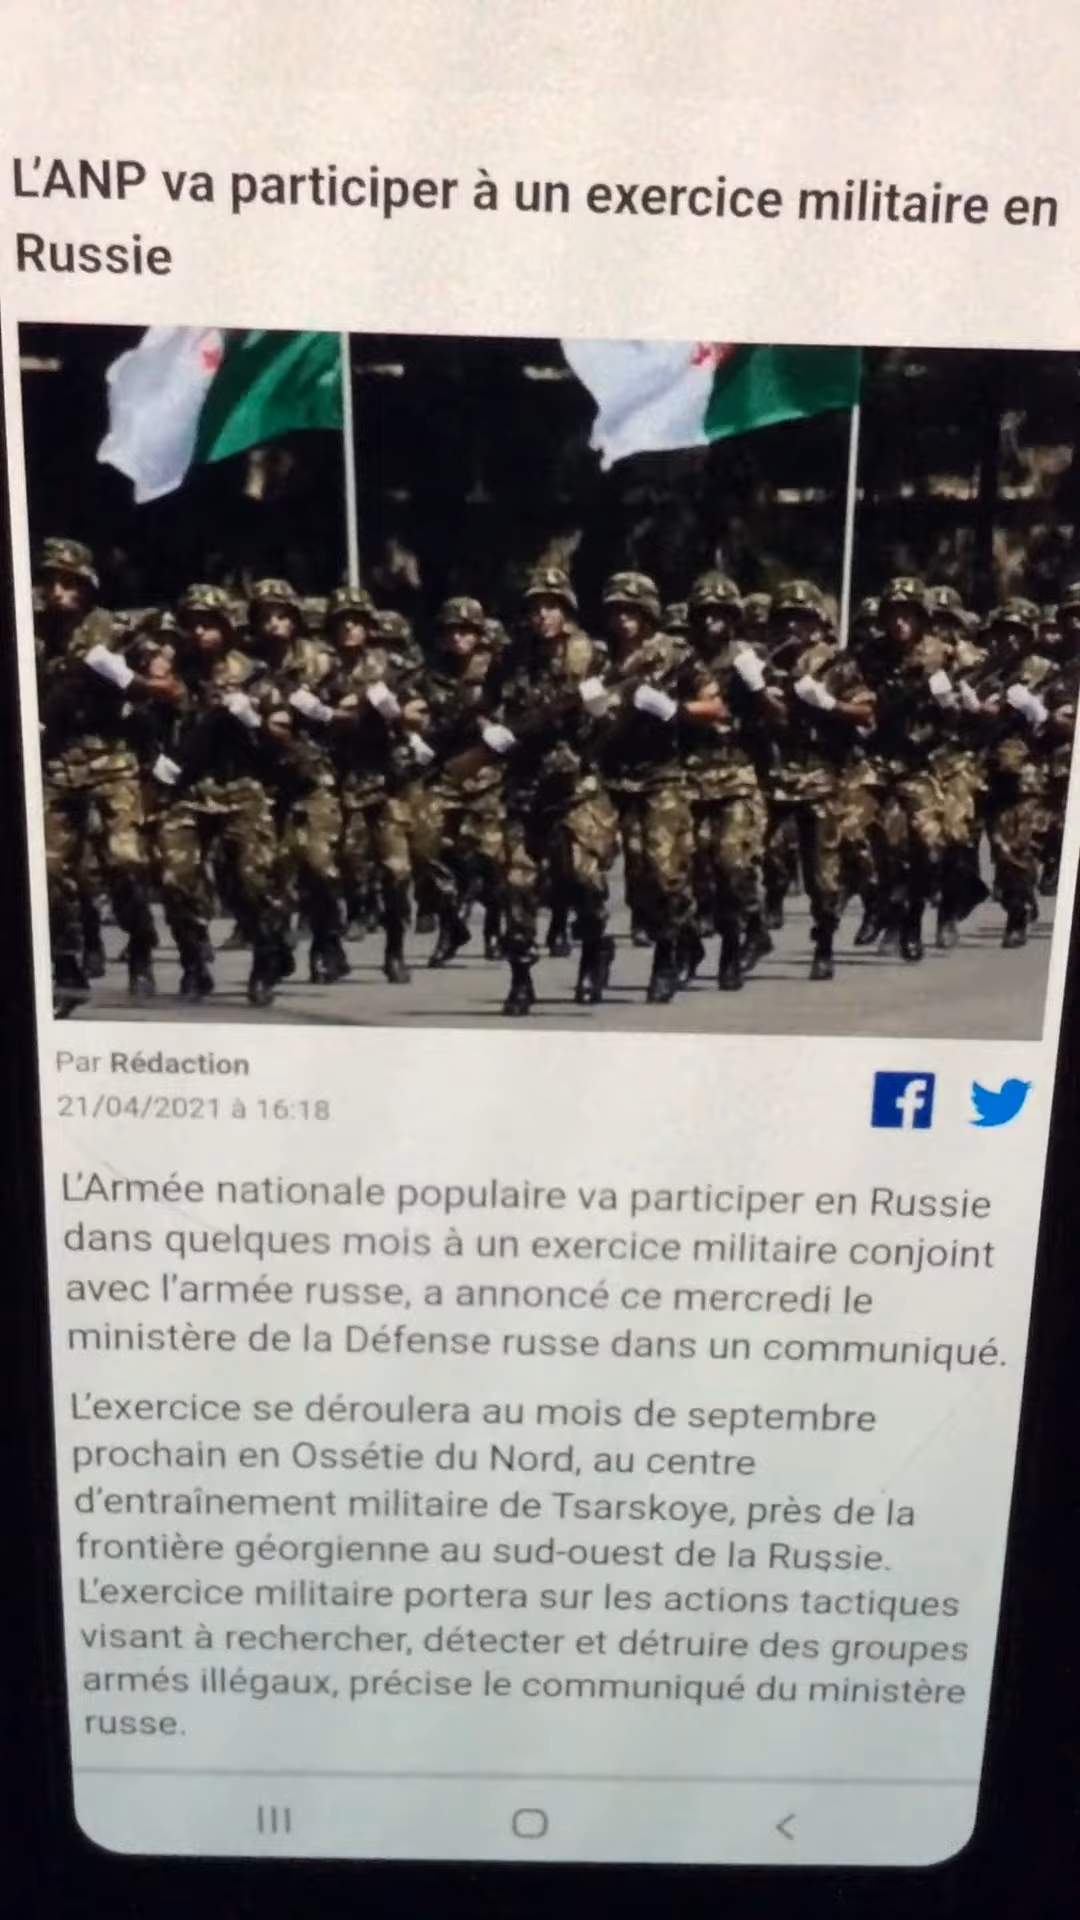 L'ANP va participer à un exercice militaire en
Russie
Par Rédaction
21/04/2021 à 16:18
L'Armée nationale populaire va participer en Russie
dans quelques mois à un exercice militaire conjoint
avec l'armée russe, a annoncé ce mercredi le
ministère de la Défense russe dans un communiqué.
L'exercice se déroulera au mois de septembre
prochain en Ossétie du Nord, au centre
d'entraînement militaire de Tsarskoye, près de la
frontière géorgienne au sud-ouest de la Russie.
L'exercice militaire portera sur les actions tactiques
visant à rechercher, détecter et détruire des groupes
armés illégaux, précise le communiqué du ministère
russe.